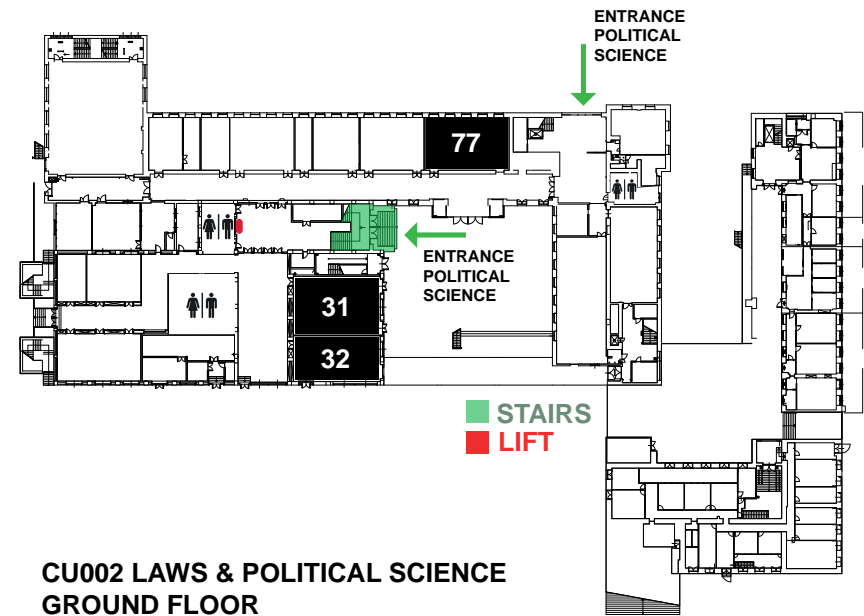 ENTRANCE
POLITICAL
SCIENCE
77
ENTRANCE
POLITICAL
SCIENCE
31
32
STAIRS
LIFT
CU002 LAWS & POLITICAL SCIENCE
GROUND FLOOR